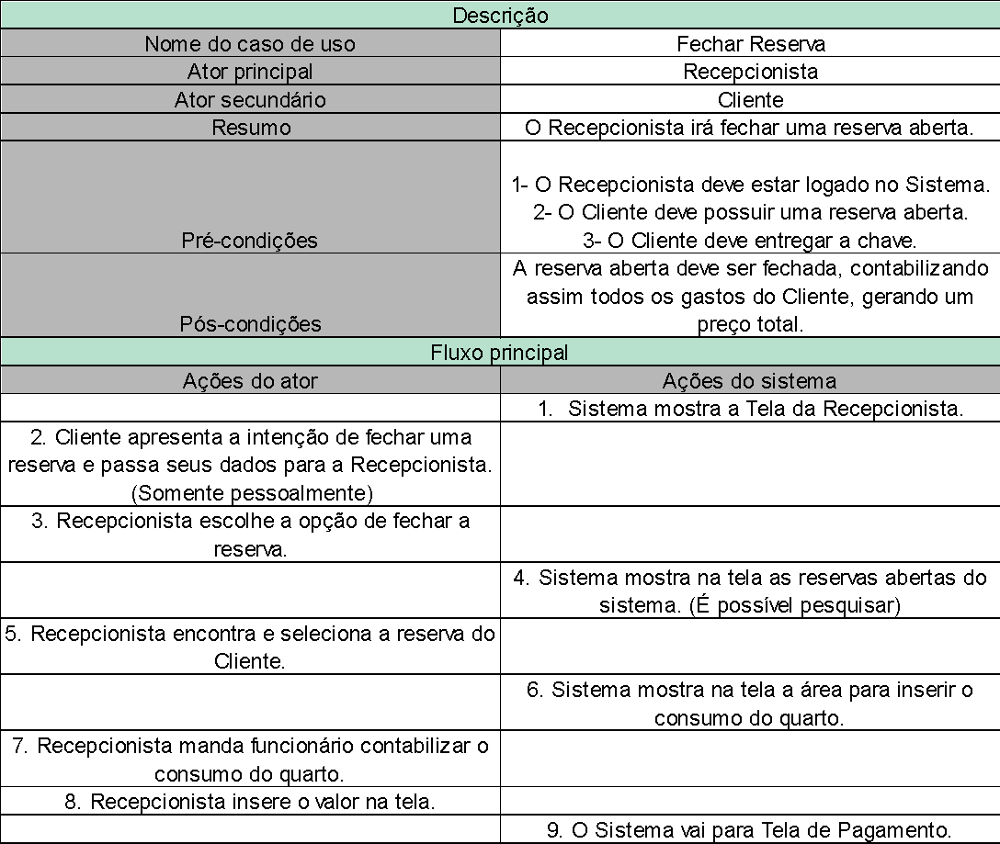 Descrição
Nome do caso de uso
Fechar Reserva
Ator principal
Recepcionista
Ator secundário
Cliente
Resumo
O Recepcionista irá fechar uma reserva aberta.
Pré-condições
1- O Recepcionista deve estar logado no Sistema.
2- O Cliente deve possuir uma reserva aberta.
3- O Cliente deve entregar a chave.
Pós-condições
A reserva aberta deve ser fechada, contabilizando
assim todos os gastos do Cliente, gerando um
preço total.
Fluxo principal
Ações do ator
Ações do sistema
1. Sistema mostra a Tela da Recepcionista.
2. Cliente apresenta a intenção de fechar uma
reserva e passa seus dados para a Recepcionista.
(Somente pessoalmente)
3. Recepcionista escolhe a opção de fechar a
reserva.
4. Sistema mostra na tela as reservas abertas do
sistema. (É possível pesquisar)
5. Recepcionista encontra e seleciona a reserva do
Cliente.
6. Sistema mostra na tela a área para inserir o
consumo do quarto.
7. Recepcionista manda funcionário contabilizar o
consumo do quarto.
8. Recepcionista insere o valor na tela.
9. O Sistema vai para Tela de Pagamento.